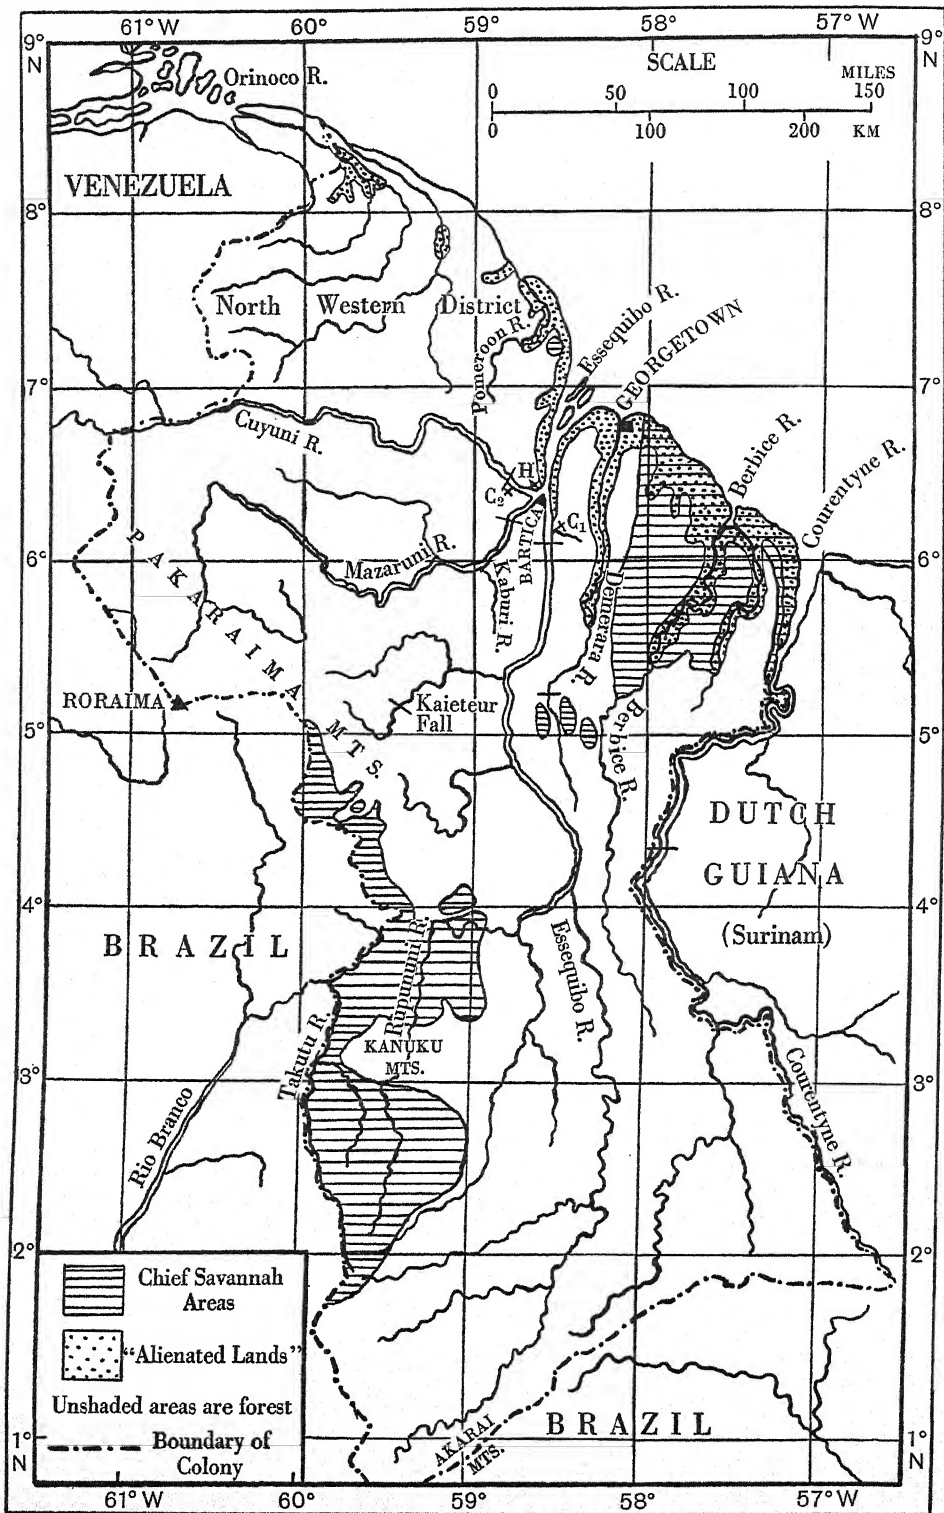 61° W 60° 59° 58° 57° W
9° N
9° N
SCALE
MILES
0 50 100 150
0 100 200 KM
Orinoco R.
VENEZUELA
8°
8°
North Western District
Pomeroon R.
Essequibo R.
GEORGETOWN
7°
7°
Cuyuni R.
Berbice R.
Courentyne R.
H
C₂
C₁
BARTICA
6°
6°
PAKARAIMA MTS.
Mazaruni R.
Kaburi R.
Demerara R.
RORAIMA
Kaieteur
Fall
5°
5°
Berbice R.
DUTCH
GUIANA
(Surinam)
4°
4°
BRAZIL
Rupununi R.
Essequibo R.
KANUKU
MTS.
Takutu R.
3°
3°
Courentyne R.
Rio Branco
2°
2°
Chief Savannah
Areas
"Alienated Lands"
Unshaded areas are forest
Boundary of
Colony
BRAZIL
AKARAI
MTS.
1° N
1° N
61° W 60° 59° 58° 57° W